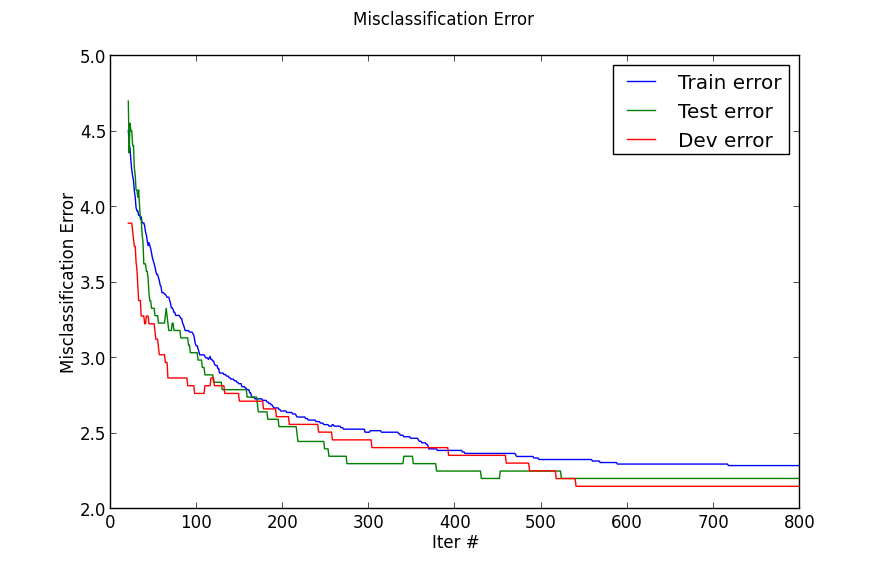 Misclassification Error
5.0
4.5
4.0
3.5
3.0
2.5
2.0
Misclassification Error
Train error
Test error
Dev error
0 100 200 300 400 500 600 700 800
Iter #